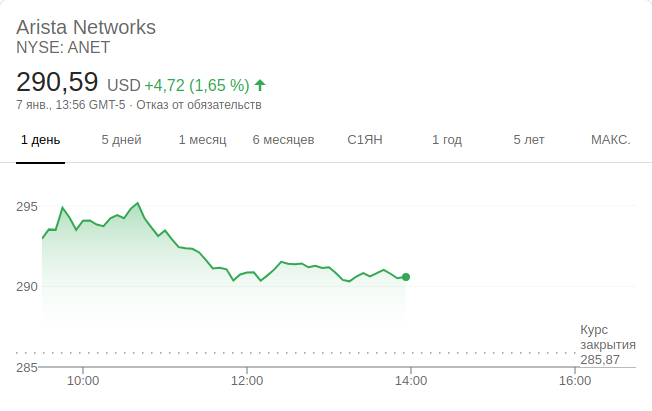 Arista Networks
NYSE: ANET
290,59 USD +4,72 (1,65 %)
7 янв., 13:56 GMT-5 · Отказ от обязательств
1 день 5 дней 1 месяц 6 месяцев С1ЯН 1 год 5 лет МАКС.
295
290
Курс
закрытия
285,87
285
10:00 12:00 14:00 16:00